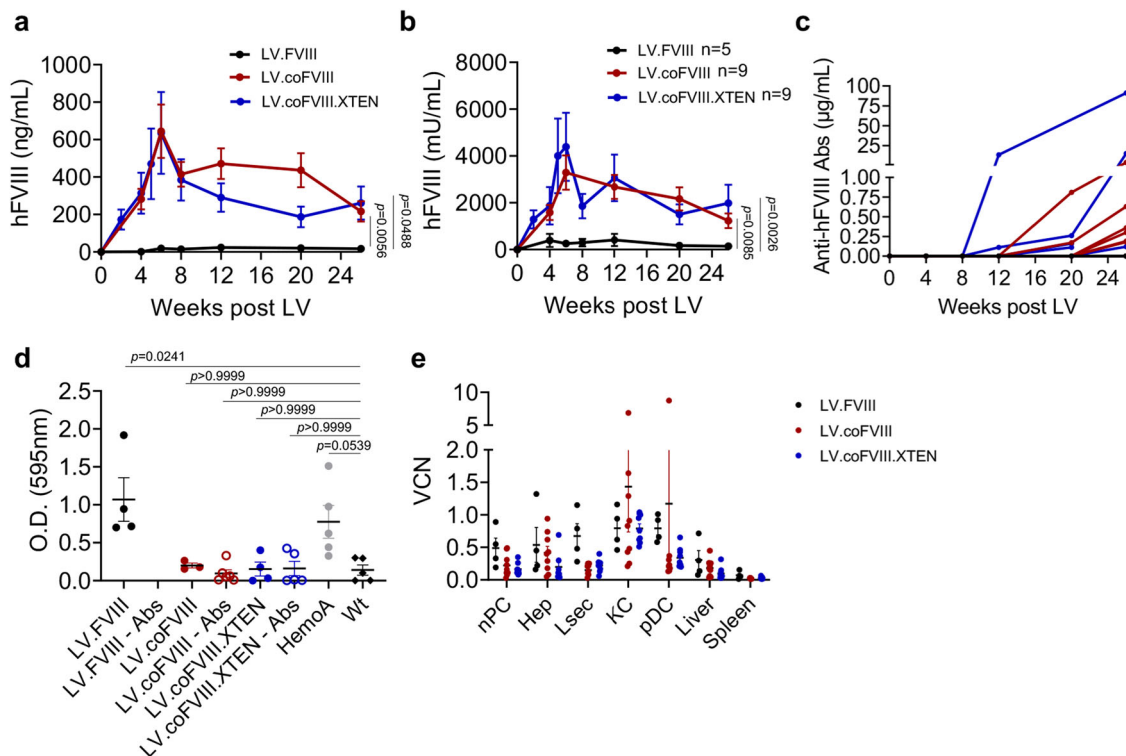 a
LV.FVIII
LV.coFVIII
LV.coFVIII.XTEN
hFVIII (ng/mL)
1000
800
600
400
200
0
0 4 8 12 16 20 24
Weeks post LV
p=0.0056
p=0.0488
b
LV.FVIII n=5
LV.coFVIII n=9
LV.coFVIII.XTEN n=9
hFVIII (mU/mL)
8000
6000
4000
2000
0
0 4 8 12 16 20 24
Weeks post LV
p=0.0085
p=0.0026
c
Anti-hFVIII Abs (µg/mL)
100
75
50
25
1.00
0.75
0.50
0.25
0.00
0 4 8 12 16 20 24
Weeks post LV
d
p=0.0241
p>0.9999
p>0.9999
p>0.9999
p>0.9999
p=0.0539
O.D. (595nm)
2.5
2.0
1.5
1.0
0.5
0.0
LV.FVIII
LV.FVIII - Abs
LV.coFVIII
LV.coFVIII - Abs
LV.coFVIII.XTEN
LV.coFVIII.XTEN - Abs
HemoA
Wt
e
VCN
10
5
2.0
1.5
1.0
0.5
0.0
nPC
Hep
Lsec
KC
pDC
Liver
Spleen
LV.FVIII
LV.coFVIII
LV.coFVIII.XTEN